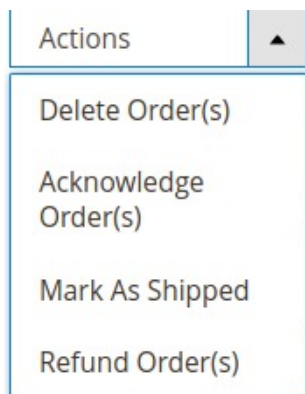 Actions
Delete Order(s)
Acknowledge
Order(s)
Mark As Shipped
Refund Order(s)